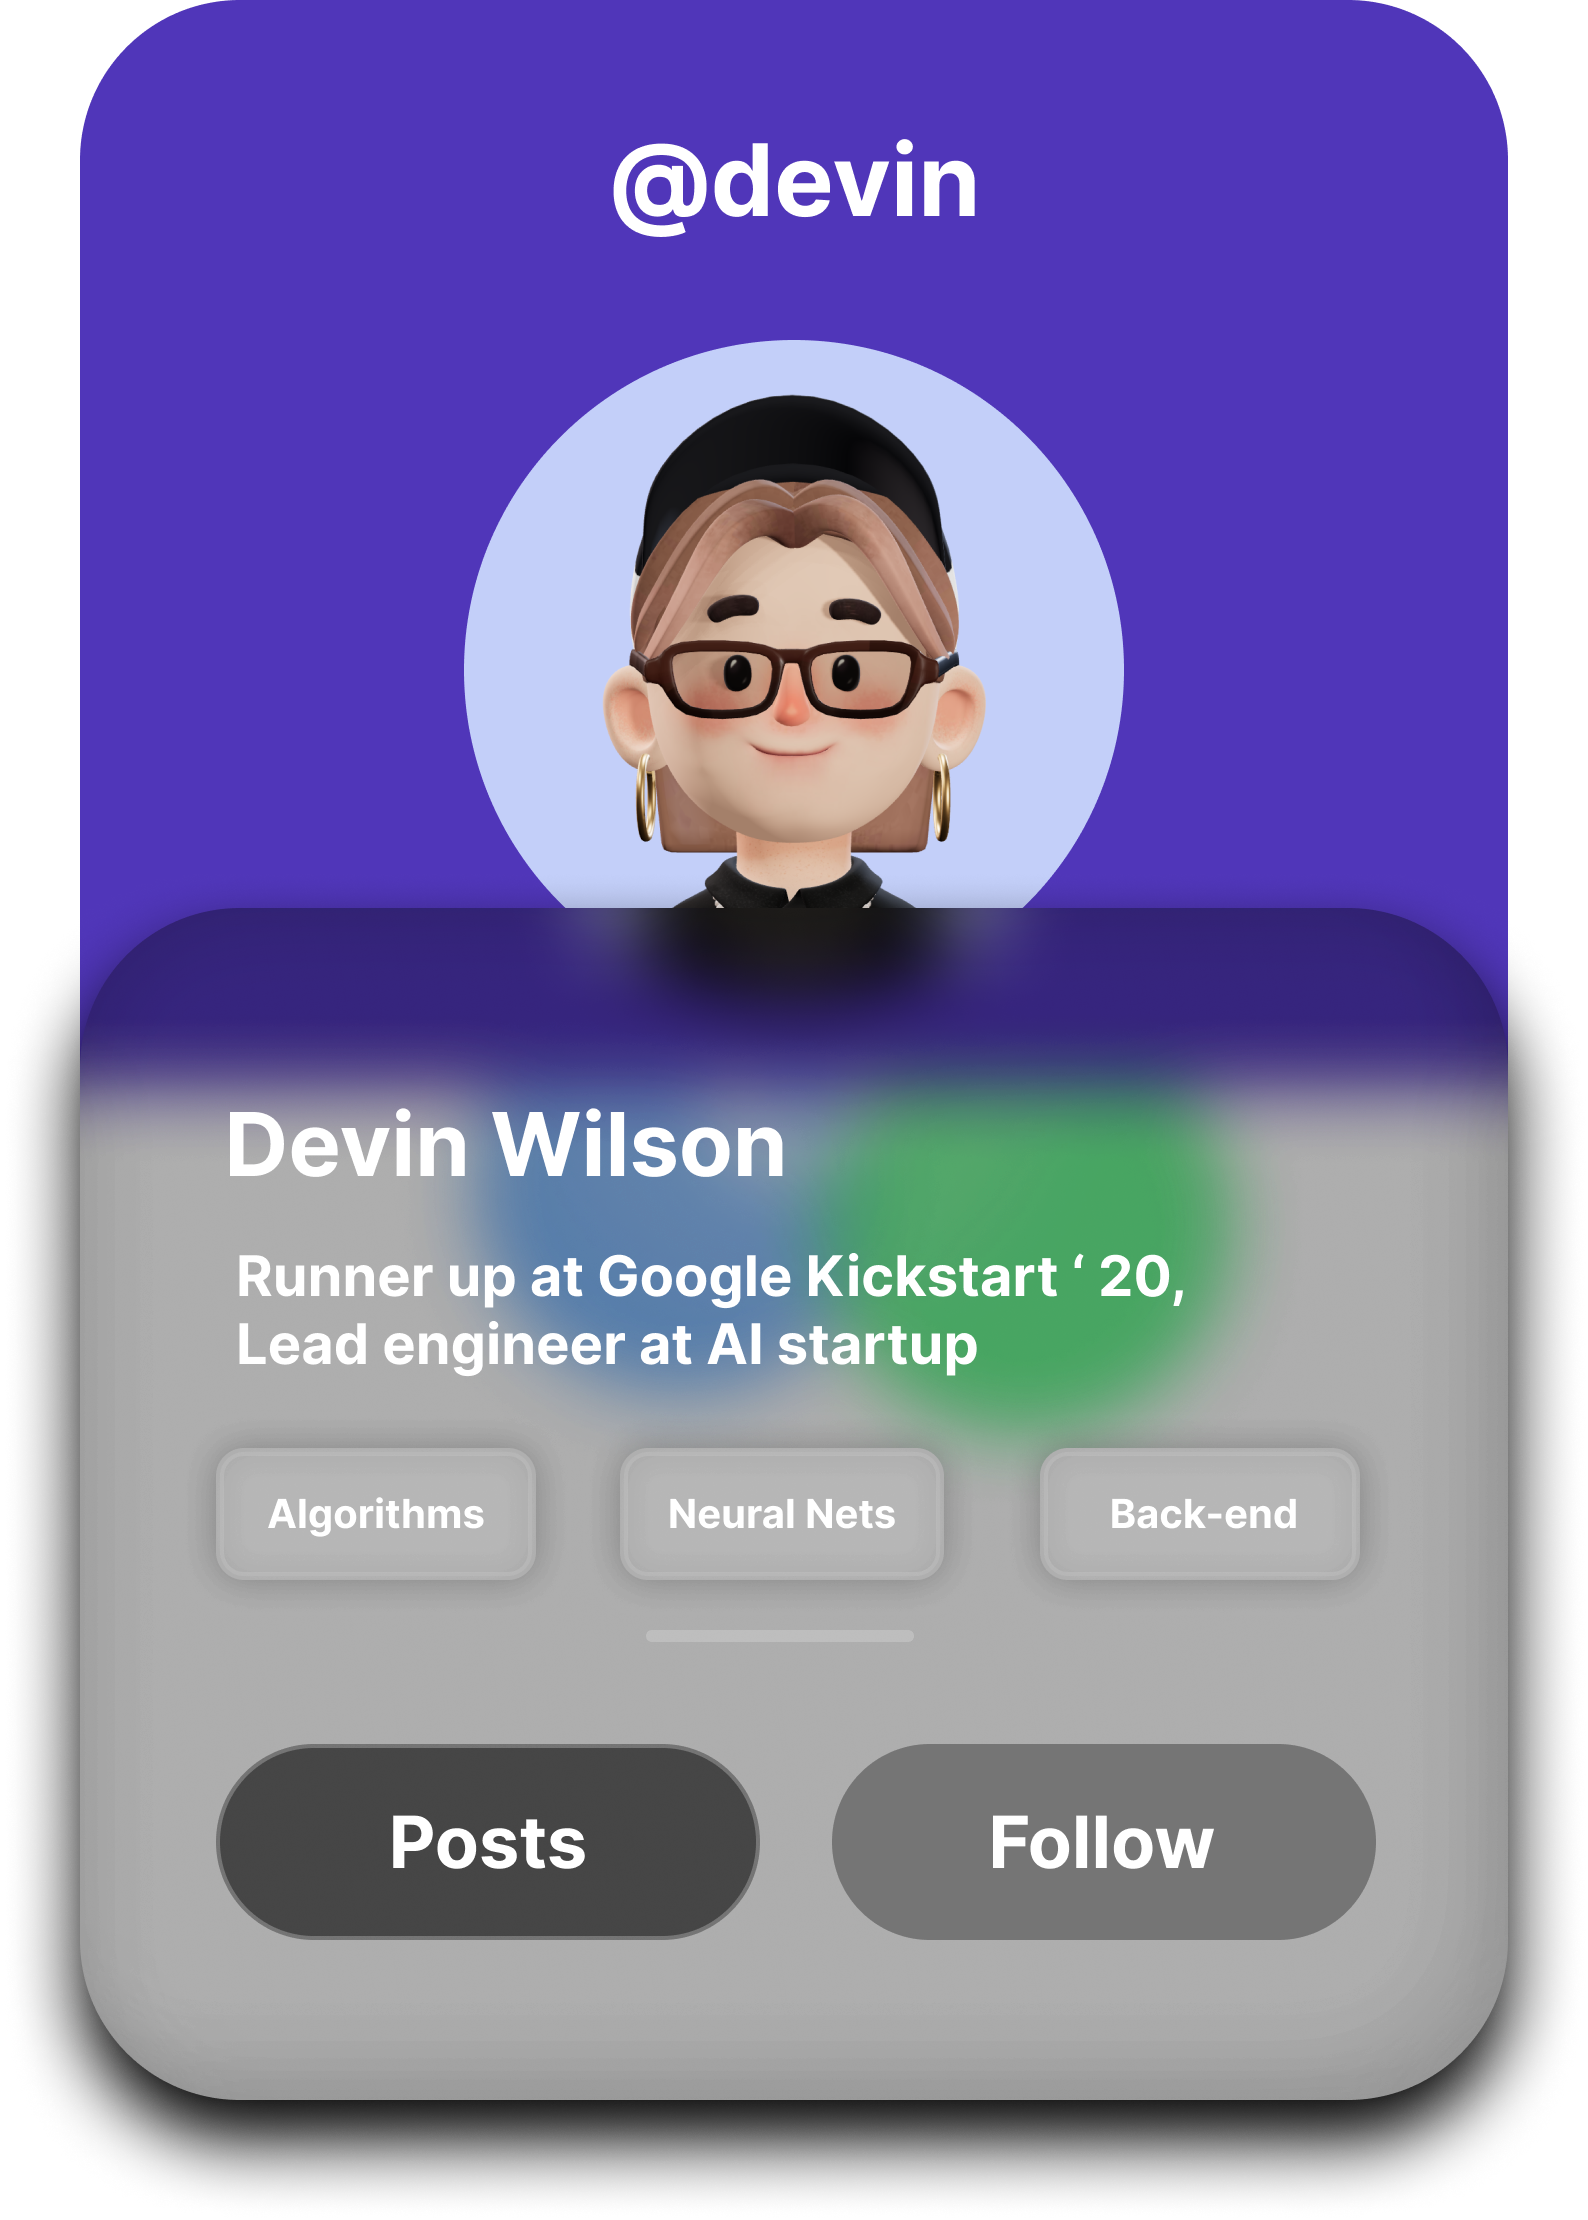 @devin
Devin Wilson
Runner up at Google Kickstart ‘ 20,
Lead engineer at AI startup
Algorithms
Neural Nets
Back-end
Posts
Follow